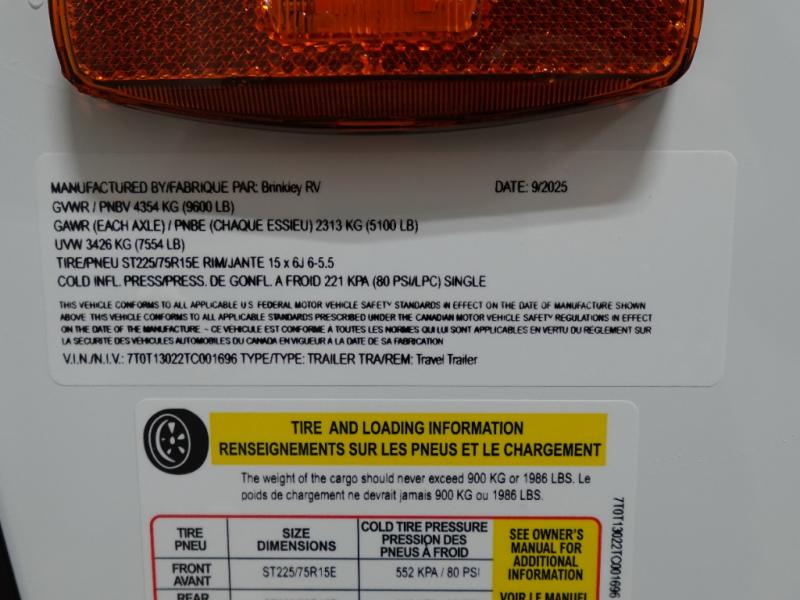 MANUFACTURED BY/FABRIQUE PAR: Brinkley RV DATE: 9/2025
GVWR / PNBV 4354 KG (9600 LB)
GAWR (EACH AXLE) / PNBE (CHAQUE ESSIEU) 2313 KG (5100 LB)
UVW 3426 KG (7554 LB)
TIRE/PNEU ST225/75R15E RIM/JANTE 15 x 6J 6-5.5
COLD INFL. PRESS/PRESS. DE GONFL. A FROID 221 KPA (80 PSI/LPC) SINGLE
THIS VEHICLE CONFORMS TO ALL APPLICABLE U S FEDERAL MOTOR VEHICLE SAFETY STANDARDS IN EFFECT ON THE DATE OF MANUFACTURE SHOWN
ABOVE THIS VEHICLE CONFORMS TO ALL APPLICABLE STANDARDS PRESCRIBED UNDER THE CANADIAN MOTOR VEHICLE SAFETY REGULATIONS IN EFFECT
ON THE DATE OF THE MANUFACTURE - CE VEHICULE EST CONFORME À TOUTES LES NORMES QUI LUI SONT APPLICABLES EN VERTU DU REGLEMENT SUR
LA SECURITE DES VEHICULES AUTOMOBILES DU CANADA EN VIGUEUR A LA DATE DE SA FABRICATION
V.I.N./N.I.V.: 7T0T13022TC001696 TYPE/TYPE: TRAILER TRA/REM: Travel Trailer
TIRE AND LOADING INFORMATION
RENSEIGNEMENTS SUR LES PNEUS ET LE CHARGEMENT
The weight of the cargo should never exceed 900 KG or 1986 LBS. Le
poids de chargement ne devrait jamais 900 KG ou 1986 LBS.
TIRE
PNEU
SIZE
DIMENSIONS
COLD TIRE PRESSURE
PRESSION DES
PNEUS À FROID
SEE OWNER'S
MANUAL FOR
ADDITIONAL
INFORMATION
FRONT
AVANT
ST225/75R15E
552 KPA / 80 PSI
REAR
VOIR LE MANUEL
7T0T13022TC001696